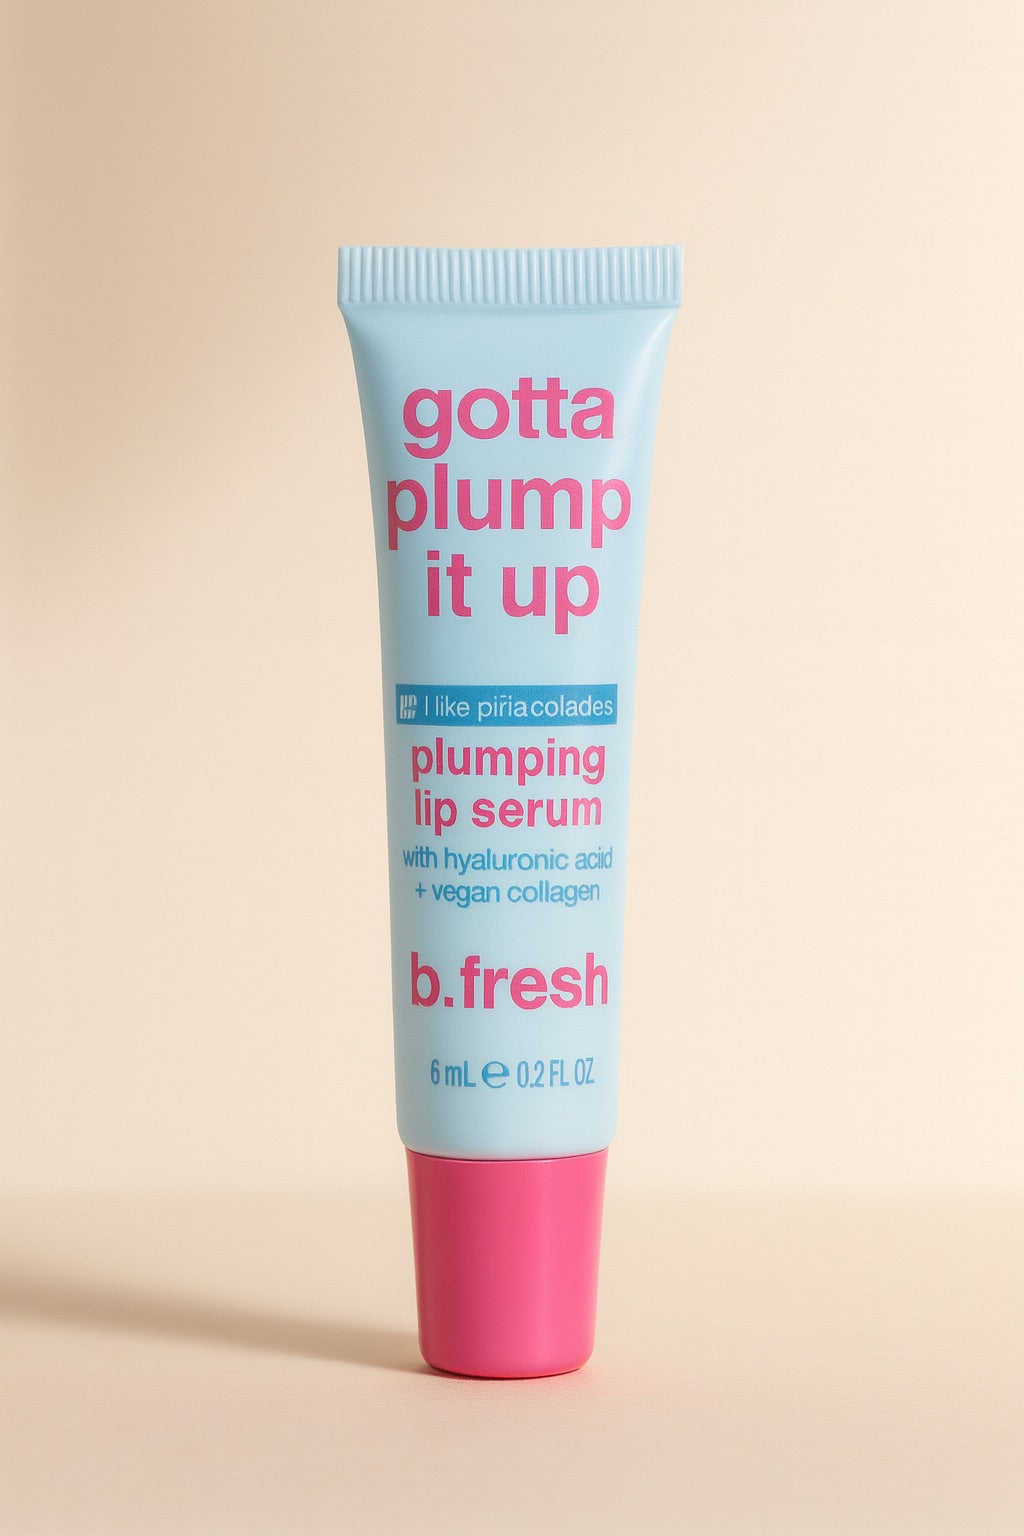 gotta
plump
it up
I like piña colades
plumping
lip serum
with hyaluronic aciid
+ vegan collagen
b.fresh
6 mL e 0.2 FL OZ